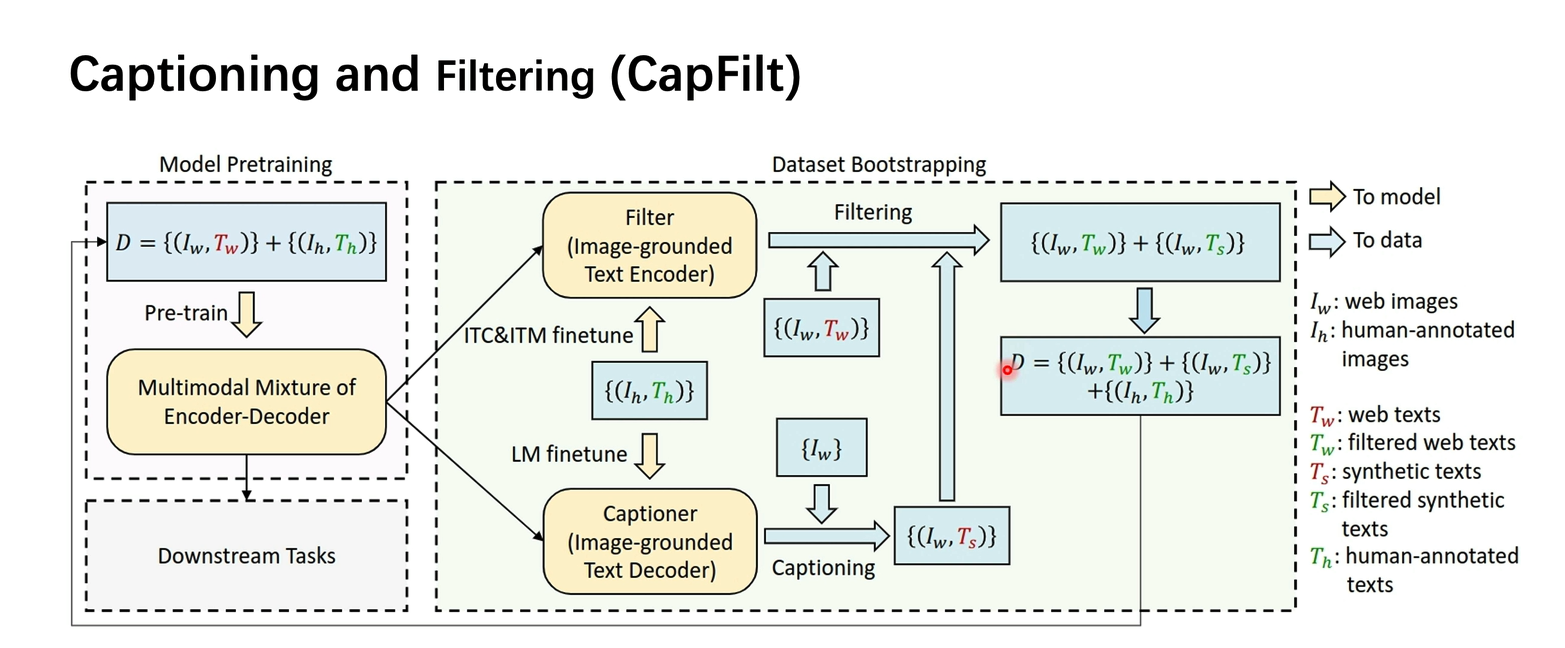 Captioning and Filtering (CapFilt)
Model Pretraining
D = {(I_w, T_w)} + {(I_h, T_h)}
Pre-train
Multimodal Mixture of
Encoder-Decoder
Downstream Tasks
Dataset Bootstrapping
Filter
(Image-grounded
Text Encoder)
ITC&ITM finetune
{(I_h, T_h)}
LM finetune
Captioner
(Image-grounded
Text Decoder)
Filtering
{(I_w, T_w)}
{I_w}
Captioning
{(I_w, T_s)}
{(I_w, T_w)} + {(I_w, T_s)}
D = {(I_w, T_w)} + {(I_w, T_s)}
+{(I_h, T_h)}
To model
To data
I_w: web images
I_h: human-annotated
images
T_w: web texts
T_w: filtered web texts
T_s: synthetic texts
T_s: filtered synthetic
texts
T_h: human-annotated
texts